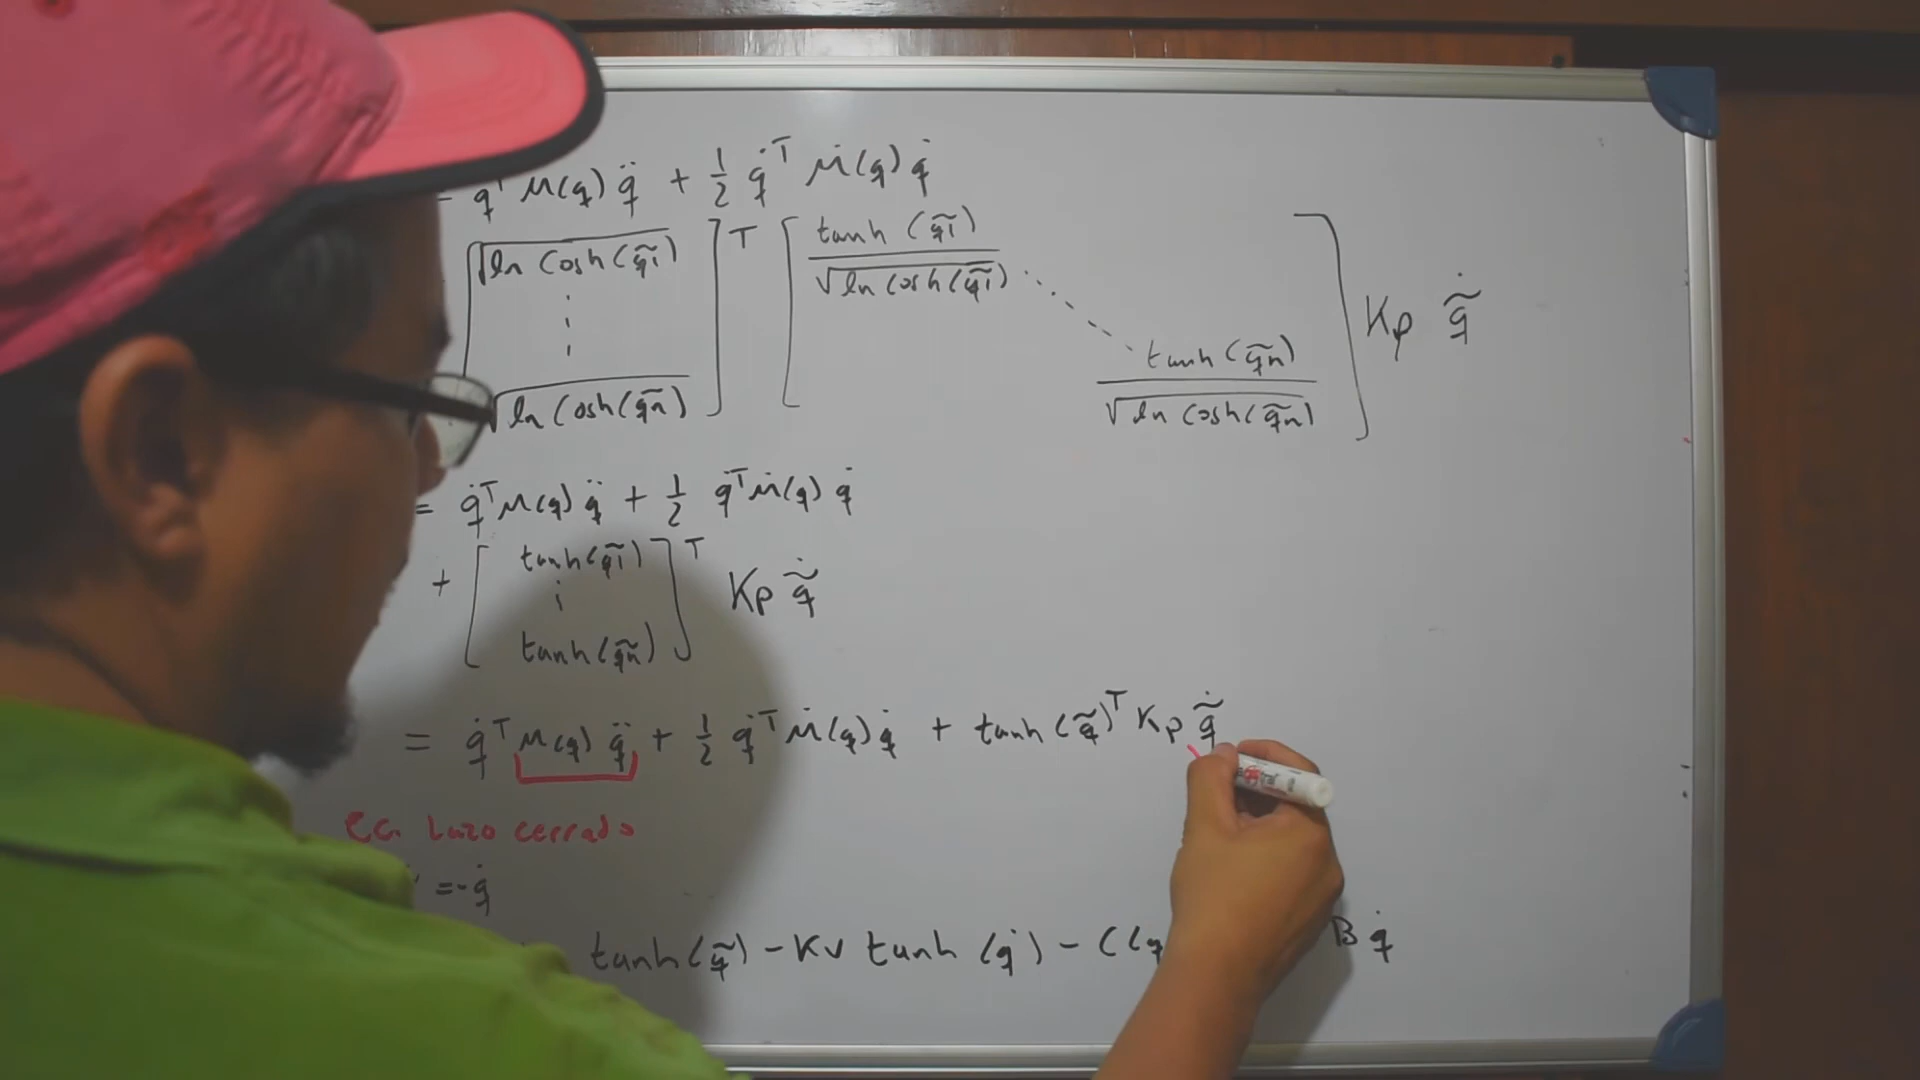 = q̇ᵀ M(q) q̈ + 1/2 q̇ᵀ Ṁ(q) q̇
[ √ln cosh(q̃1) ⋮ √ln cosh(q̃n) ]ᵀ [ tanh(q̃1)/√ln cosh(q̃1) ⋱ tanh(q̃n)/√ln cosh(q̃n) ] Kp q̃̇
= q̇ᵀ M(q) q̈ + 1/2 q̇ᵀ Ṁ(q) q̇
+ [ tanh(q̃1) ⋮ tanh(q̃n) ]ᵀ Kp q̃̇
= q̇ᵀ M(q) q̈ + 1/2 q̇ᵀ Ṁ(q) q̇ + tanh(q̃)ᵀ Kp q̃̇
Ec. Lazo cerrado
= - q̇
tanh(q̃) - Kv tanh(q̇) - C(q B q̇